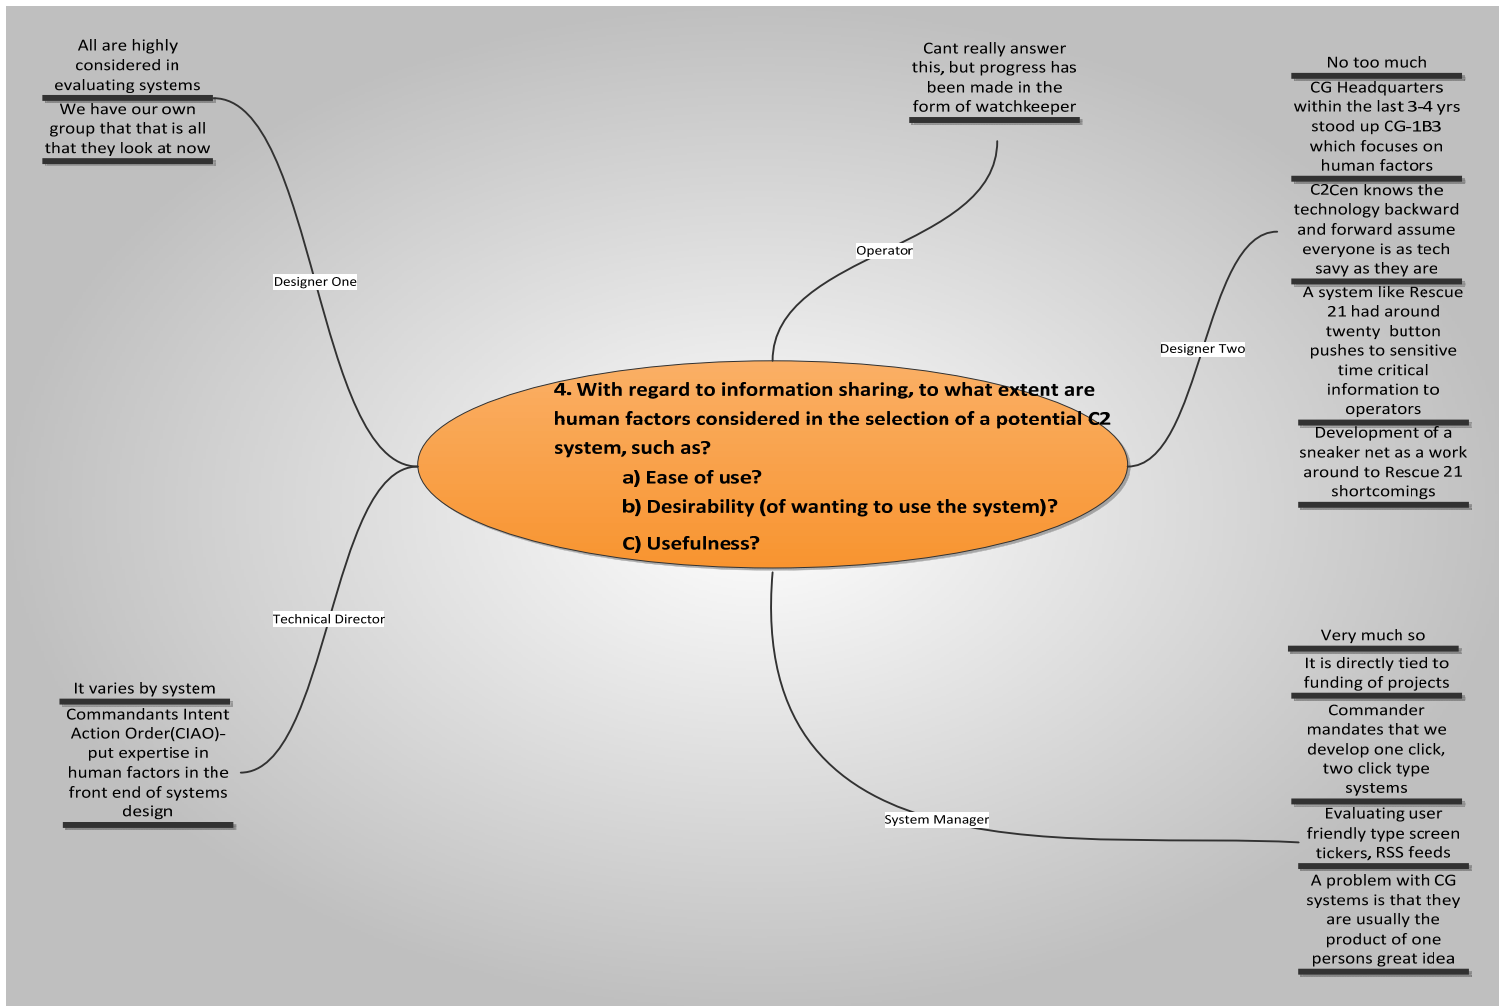 All are highly
considered in
evaluating systems
We have our own
group that that is all
that they look at now
Designer One
Cant really answer
this, but progress has
been made in the
form of watchkeeper
Operator
No too much
CG Headquarters
within the last 3-4 yrs
stood up CG-1B3
which focuses on
human factors
C2Cen knows the
technology backward
and forward assume
everyone is as tech
savy as they are
A system like Rescue
21 had around
twenty button
pushes to sensitive
time critical
information to
operators
Development of a
sneaker net as a work
around to Rescue 21
shortcomings
Designer Two
4. With regard to information sharing, to what extent are
human factors considered in the selection of a potential C2
system, such as?
a) Ease of use?
b) Desirability (of wanting to use the system)?
C) Usefulness?
Technical Director
It varies by system
Commandants Intent
Action Order(CIAO)-
put expertise in
human factors in the
front end of systems
design
System Manager
Very much so
It is directly tied to
funding of projects
Commander
mandates that we
develop one click,
two click type
systems
Evaluating user
friendly type screen
tickers, RSS feeds
A problem with CG
systems is that they
are usually the
product of one
persons great idea